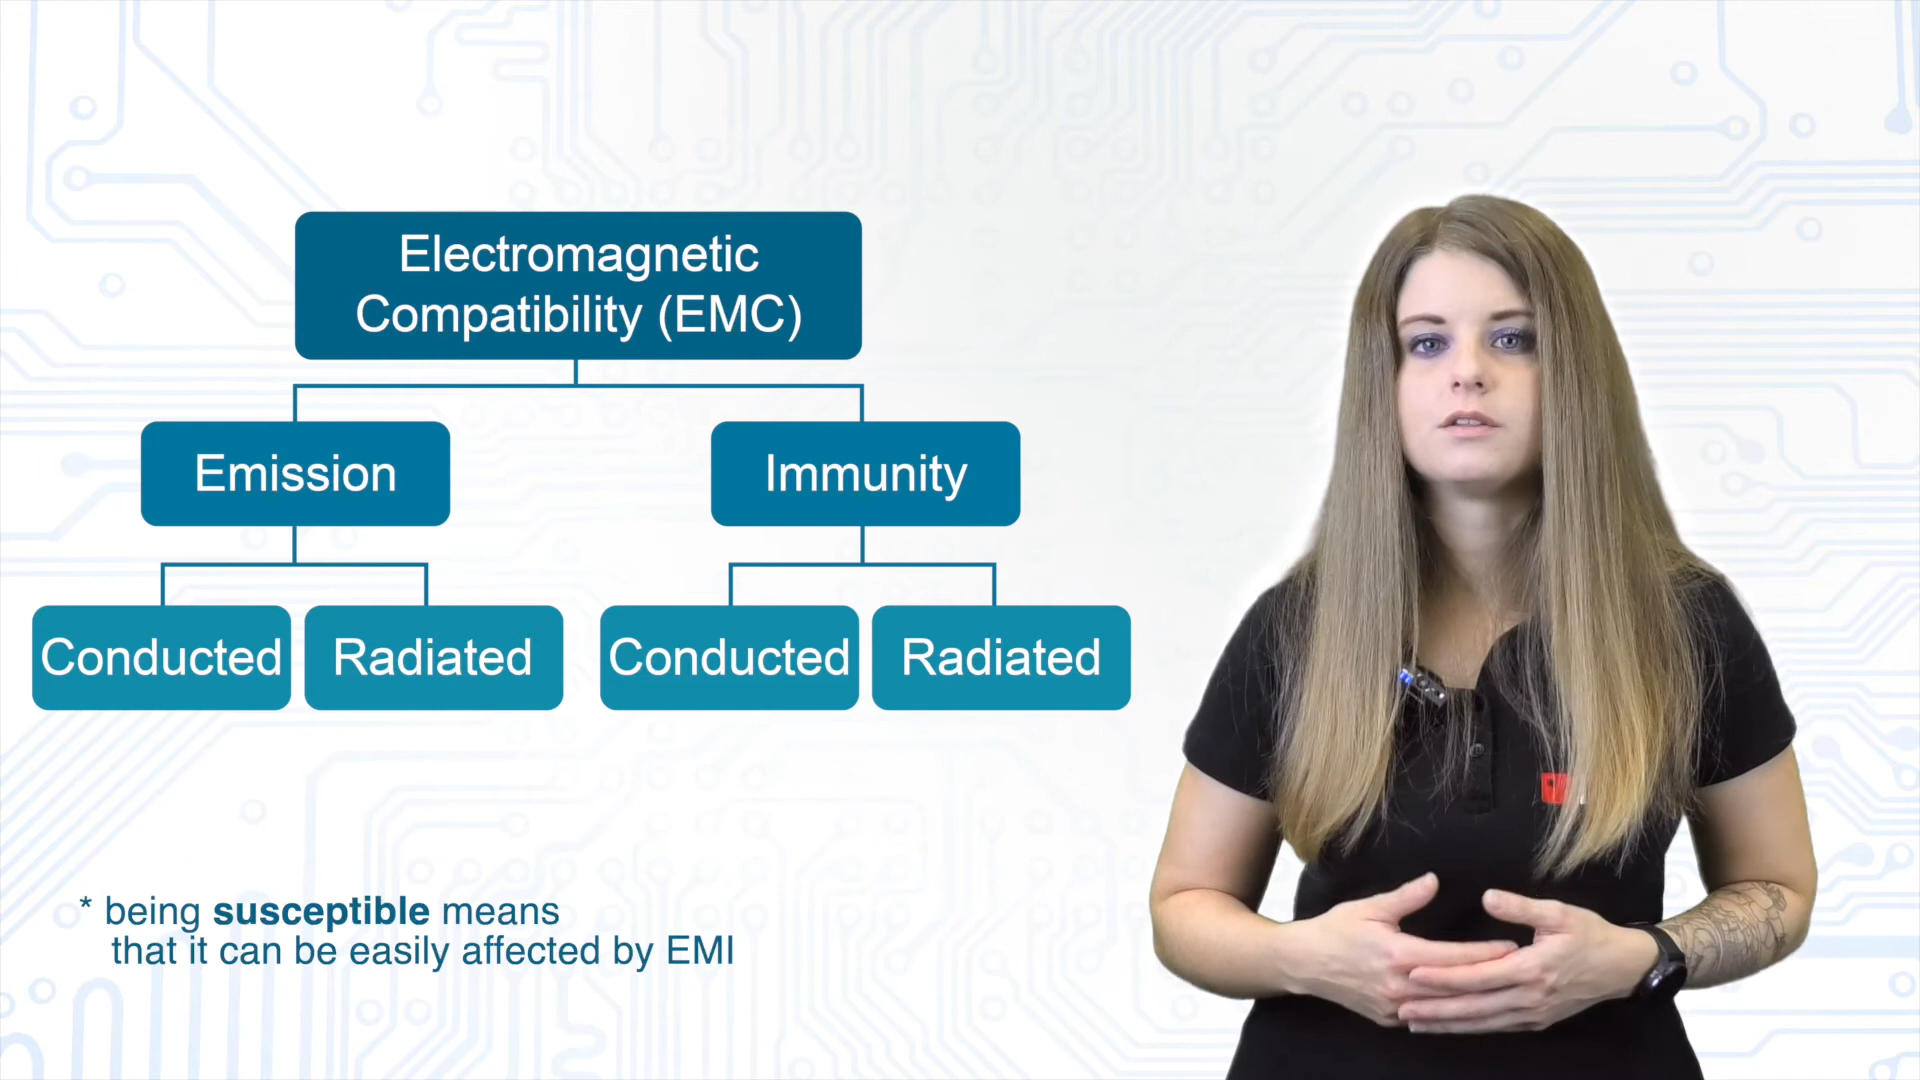 Electromagnetic
Compatibility (EMC)
Emission
Immunity
Conducted
Radiated
Conducted
Radiated
* being susceptible means
that it can be easily affected by EMI